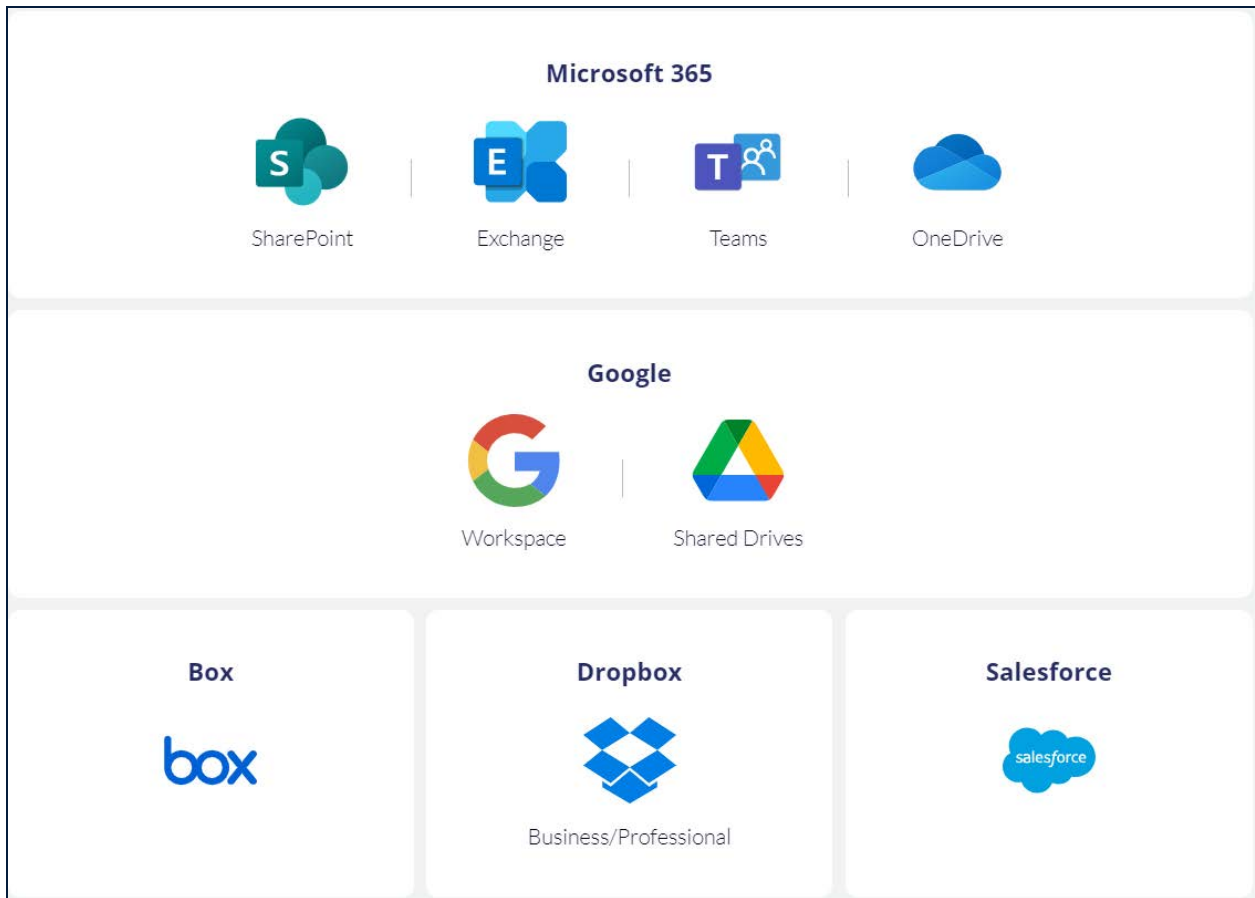 Microsoft 365
S
E
T
SharePoint
Exchange
Teams
OneDrive
Google
Workspace
Shared Drives
Box
Dropbox
Salesforce
box
salesforce
Business/Professional